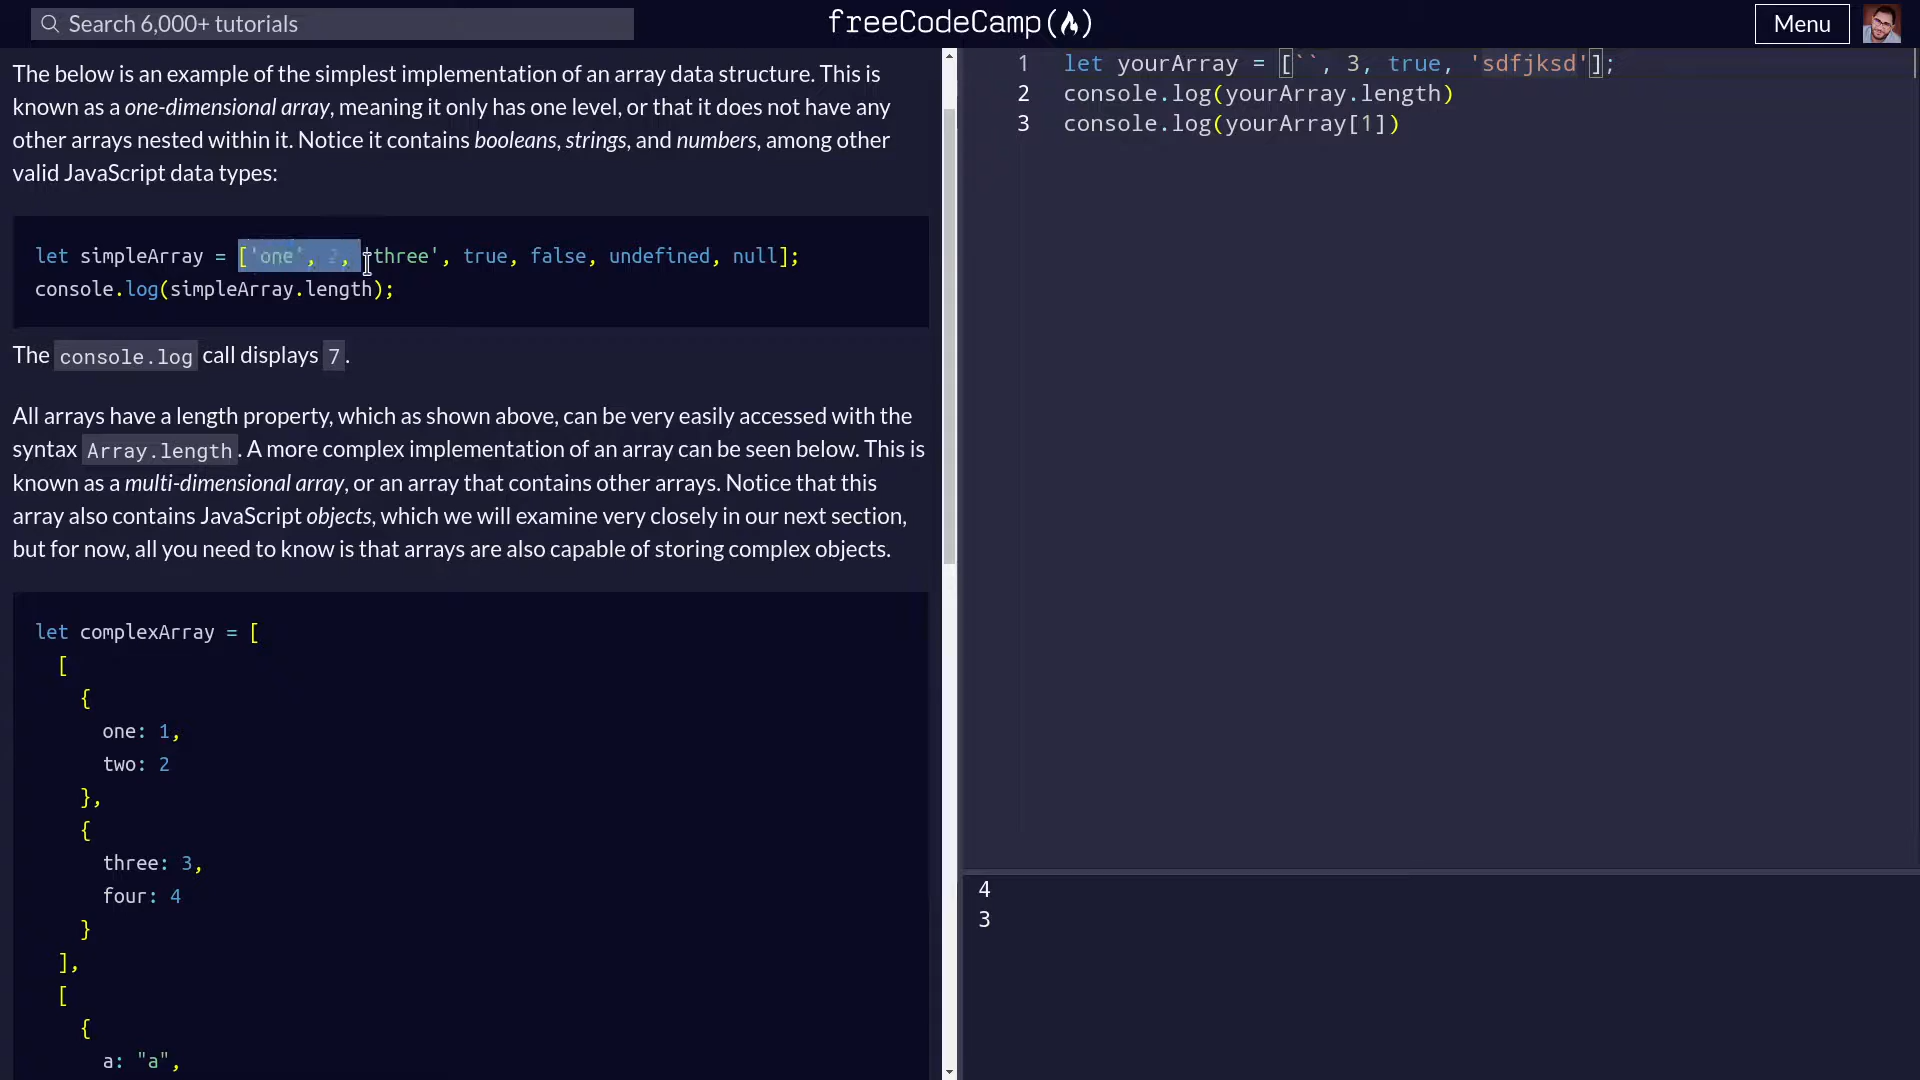 Search 6,000+ tutorials
freeCodeCamp
Menu
The below is an example of the simplest implementation of an array data structure. This is
known as a one-dimensional array, meaning it only has one level, or that it does not have any
other arrays nested within it. Notice it contains booleans, strings, and numbers, among other
valid JavaScript data types:
let simpleArray = ['one', 2, 'three', true, false, undefined, null];
console.log(simpleArray.length);
The console.log call displays 7.
All arrays have a length property, which as shown above, can be very easily accessed with the
syntax Array.length. A more complex implementation of an array can be seen below. This is
known as a multi-dimensional array, or an array that contains other arrays. Notice that this
array also contains JavaScript objects, which we will examine very closely in our next section,
but for now, all you need to know is that arrays are also capable of storing complex objects.
let complexArray = [
[
{
one: 1,
two: 2
},
{
three: 3,
four: 4
}
],
[
{
a: "a",
1 let yourArray = [``, 3, true, 'sdfjksd'];
2 console.log(yourArray.length)
3 console.log(yourArray[1])
4
3